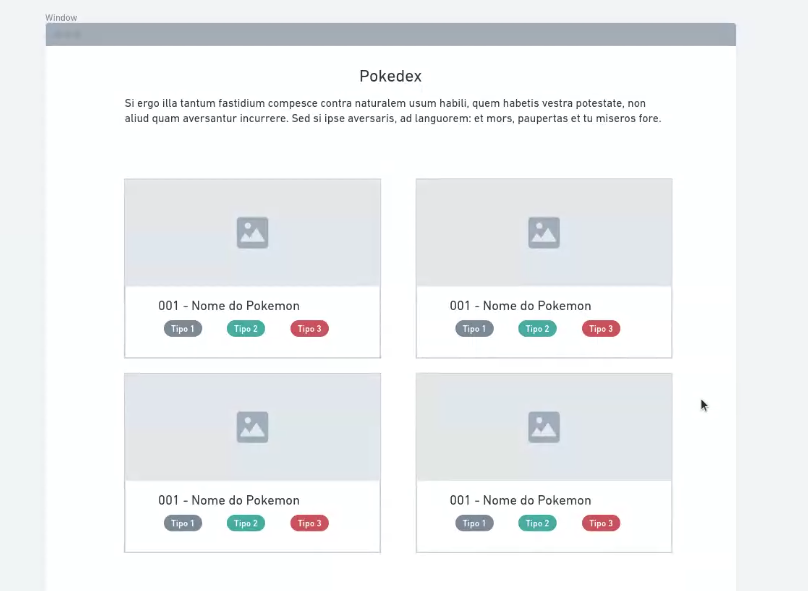 Window
Pokedex
Si ergo illa tantum fastidium compesce contra naturalem usum habili, quem habetis vestra potestate, non
aliud quam aversantur incurrere. Sed si ipse aversaris, ad languorem: et mors, paupertas et tu miseros fore.
001 - Nome do Pokemon
Tipo 1 Tipo 2 Tipo 3
001 - Nome do Pokemon
Tipo 1 Tipo 2 Tipo 3
001 - Nome do Pokemon
Tipo 1 Tipo 2 Tipo 3
001 - Nome do Pokemon
Tipo 1 Tipo 2 Tipo 3